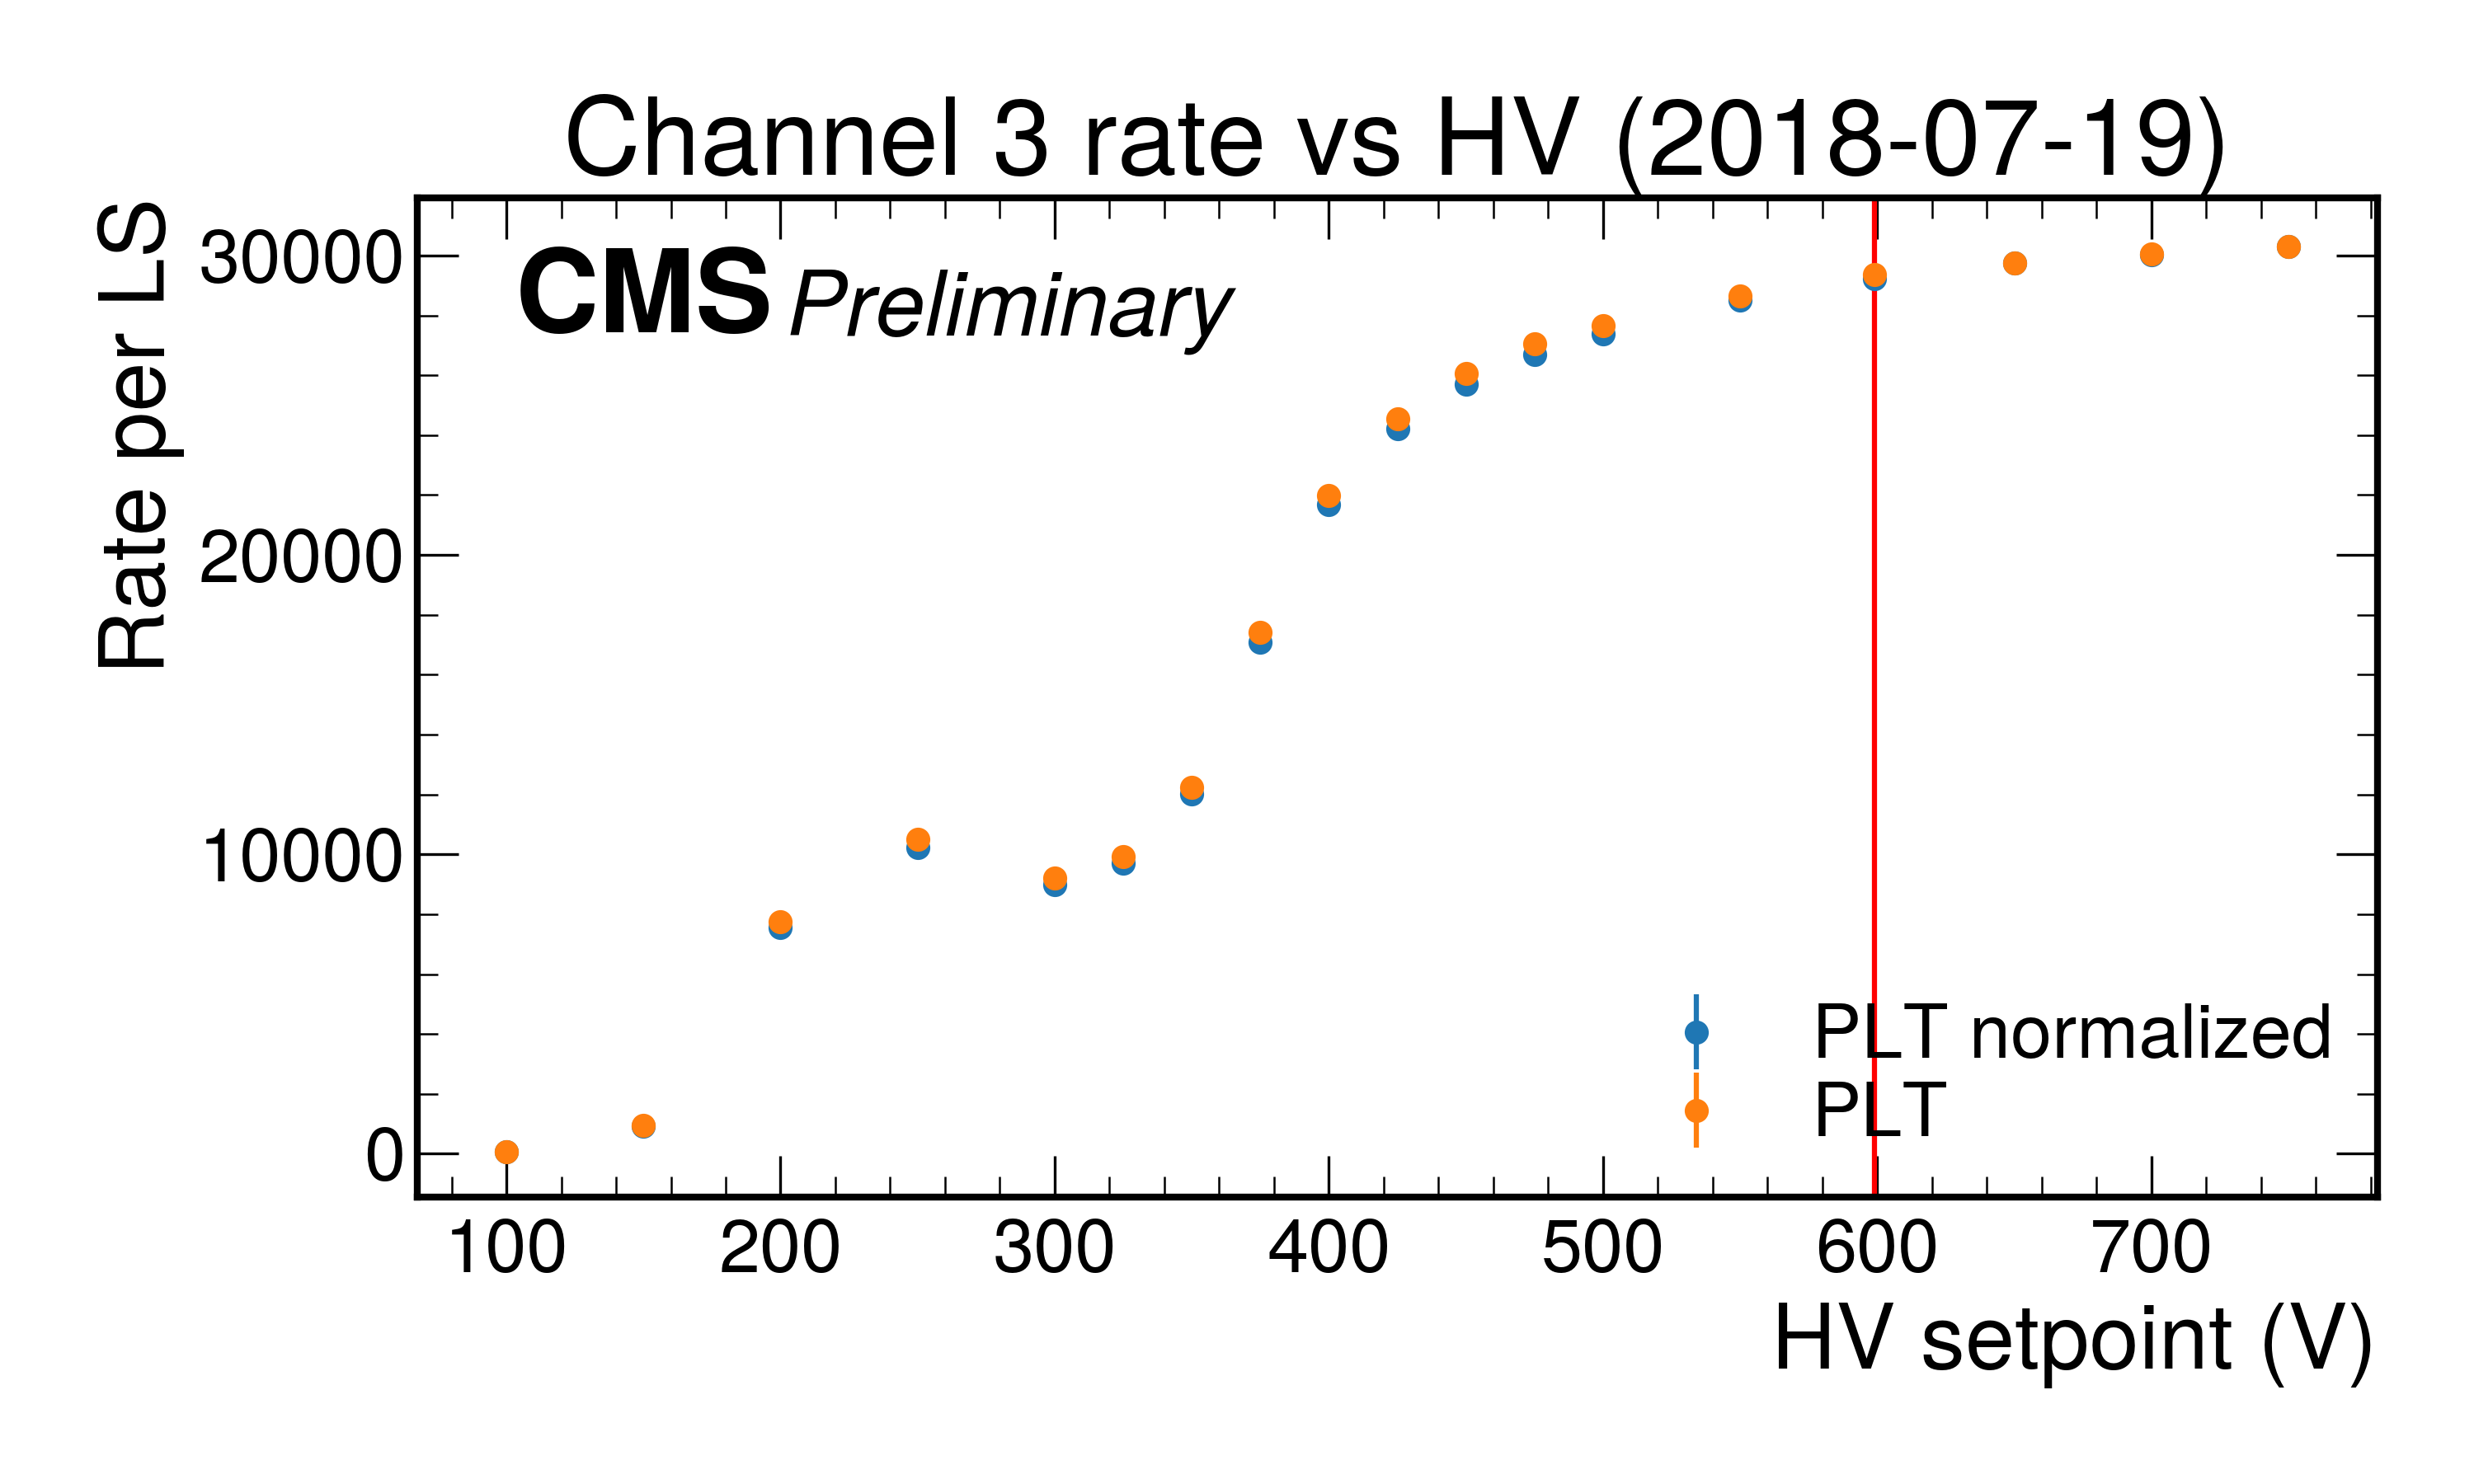 Channel 3 rate vs HV (2018-07-19)
CMS Preliminary
Rate per LS
30000
20000
10000
0
PLT normalized
PLT
100 200 300 400 500 600 700
HV setpoint (V)